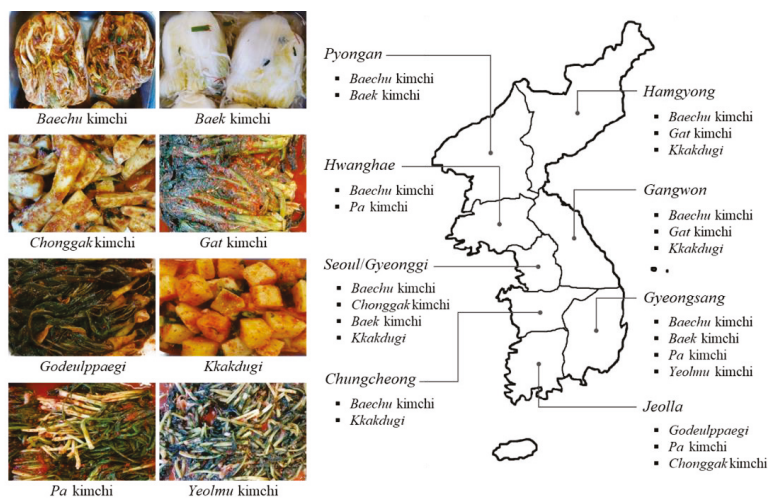 Baechu kimchi
Baek kimchi
Chonggak kimchi
Gat kimchi
Godeulppaegi
Kkakdugi
Pa kimchi
Yeolmu kimchi
Pyongan
▪ Baechu kimchi
▪ Baek kimchi
Hwanghae
▪ Baechu kimchi
▪ Pa kimchi
Seoul/Gyeonggi
▪ Baechu kimchi
▪ Chonggak kimchi
▪ Baek kimchi
▪ Kkakdugi
Chungcheong
▪ Baechu kimchi
▪ Kkakdugi
Hamgyong
▪ Baechu kimchi
▪ Gat kimchi
▪ Kkakdugi
Gangwon
▪ Baechu kimchi
▪ Gat kimchi
▪ Kkakdugi
Gyeongsang
▪ Baechu kimchi
▪ Baek kimchi
▪ Pa kimchi
▪ Yeolmu kimchi
Jeolla
▪ Godeulppaegi
▪ Pa kimchi
▪ Chonggak kimchi